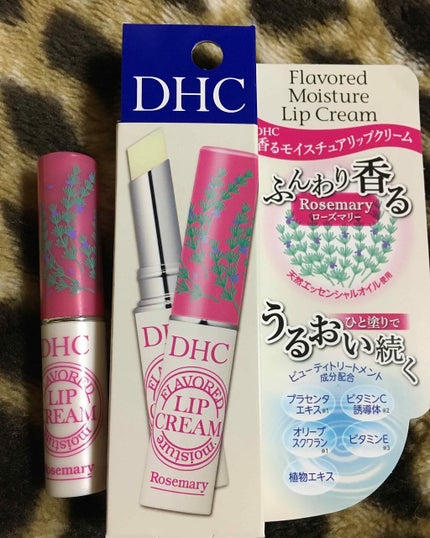 DHC
FLAVORED
LIP
CREAM
moisture
Rosemary
DHC
DHC
FLAVORED
LIP
CREAM
moisture
Rosemary
Flavored
Moisture
Lip Cream
DHC
香るモイスチュアリップクリーム
ふんわり香る
Rosemary
ローズマリー
天然エッセンシャルオイル使用
ひと塗りで
うるおい続く
ビューティトリートメント
成分配合
プラセンタ
エキス※1
ビタミンC
誘導体※2
オリーブ
スクワラン
※1
ビタミンE
※3
植物エキス